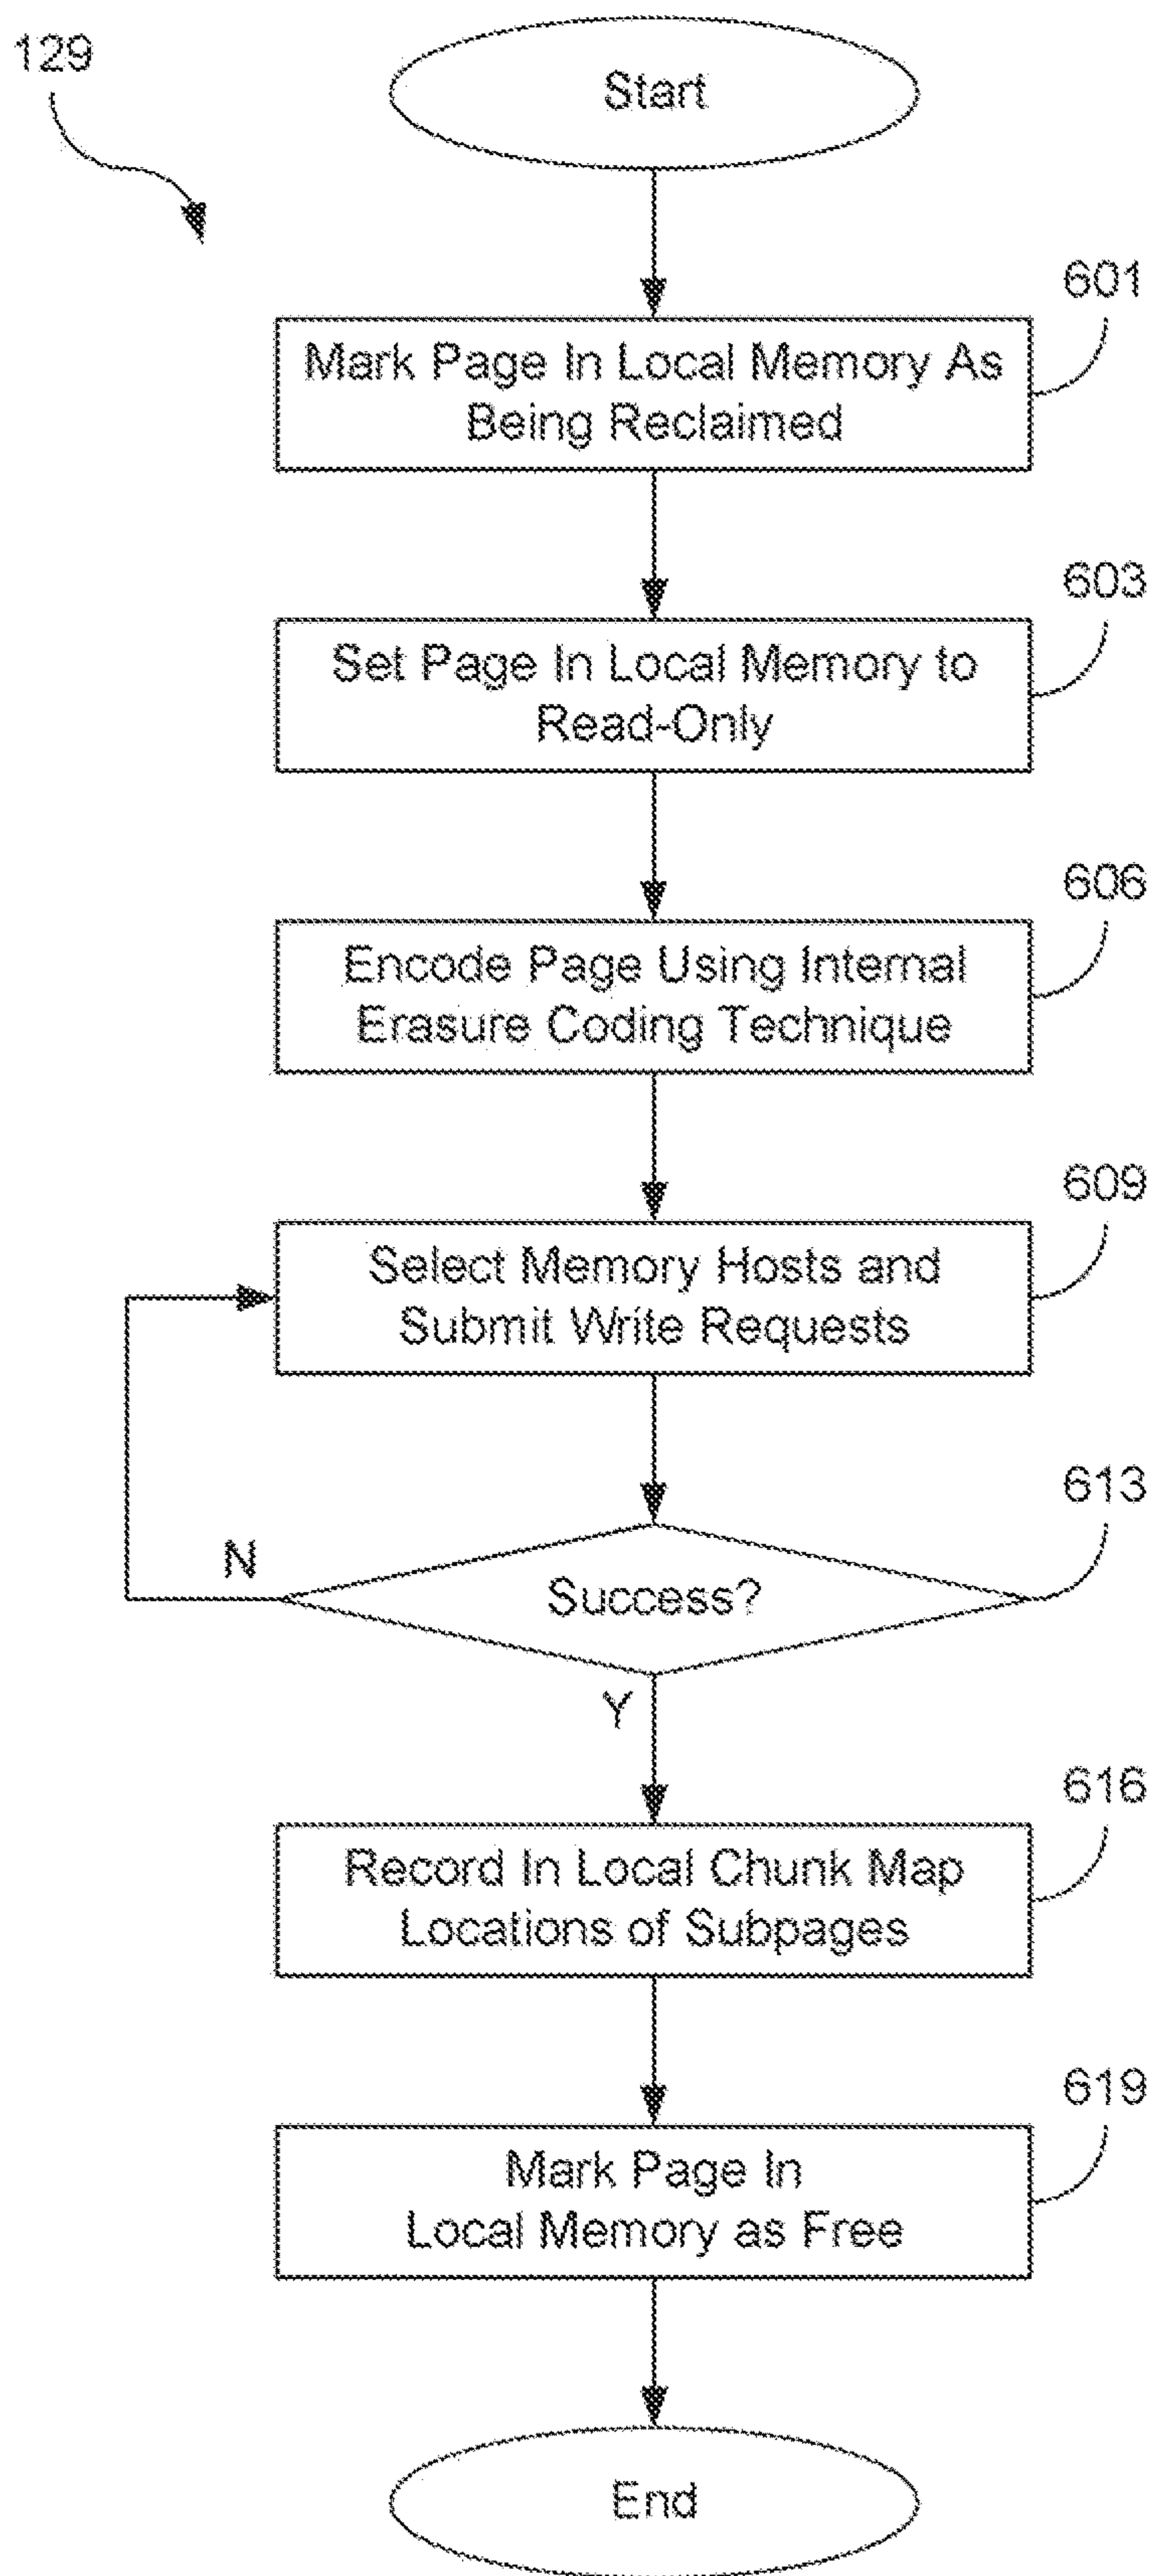 129
Start
601
Mark Page In Local Memory As
Being Reclaimed
603
Set Page In Local Memory to
Read-Only
606
Encode Page Using Internal
Erasure Coding Technique
609
Select Memory Hosts and
Submit Write Requests
613
N
Success?
Y
616
Record In Local Chunk Map
Locations of Subpages
619
Mark Page In
Local Memory as Free
End